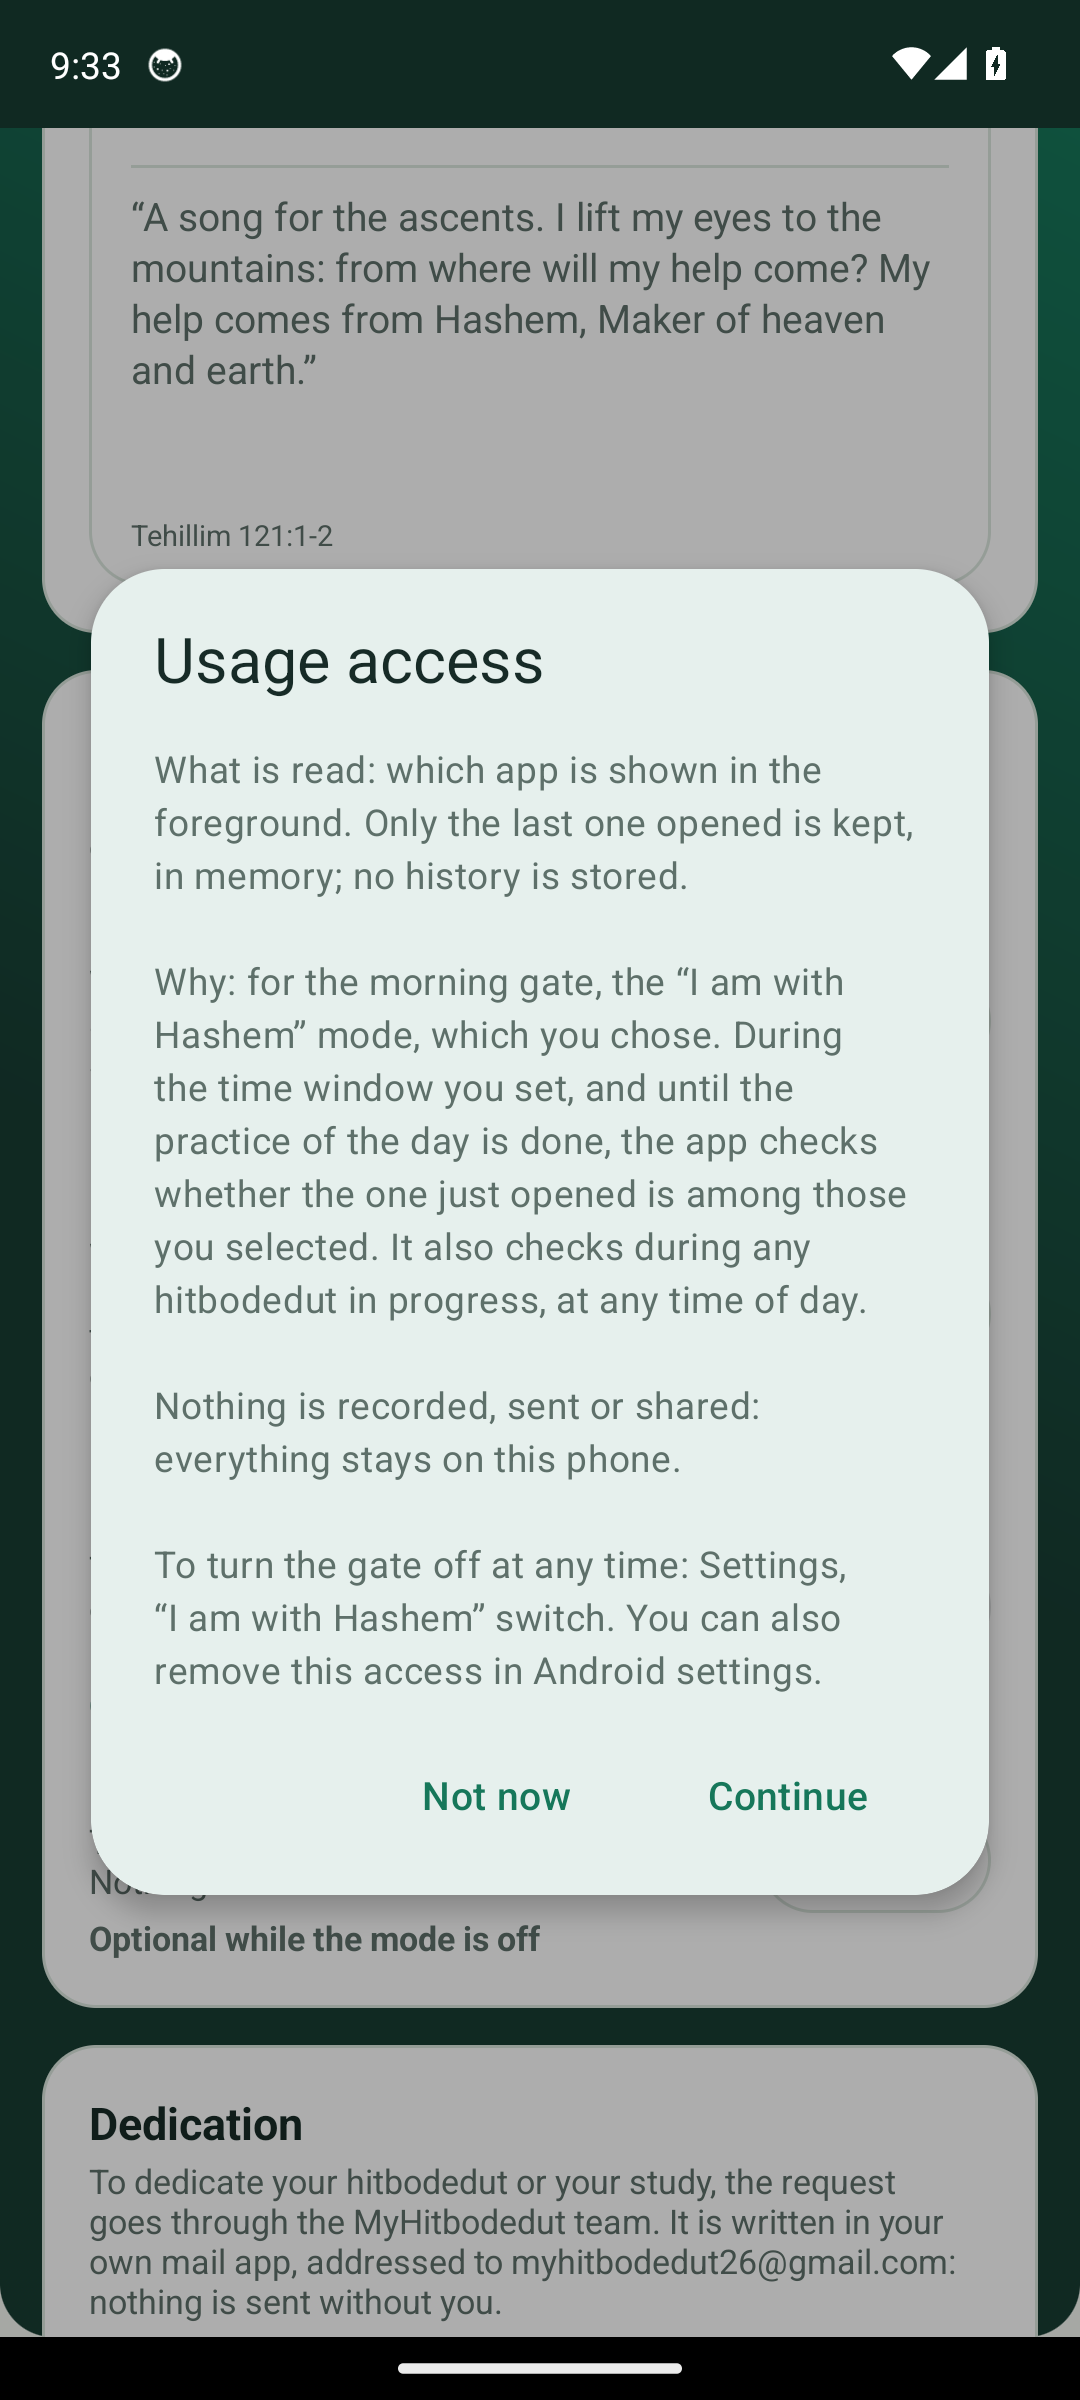 9:33
“A song for the ascents. I lift my eyes to the
mountains: from where will my help come? My
help comes from Hashem, Maker of heaven
and earth.”
Tehillim 121:1-2
Usage access
What is read: which app is shown in the
foreground. Only the last one opened is kept,
in memory; no history is stored.
Why: for the morning gate, the “I am with
Hashem” mode, which you chose. During
the time window you set, and until the
practice of the day is done, the app checks
whether the one just opened is among those
you selected. It also checks during any
hitbodedut in progress, at any time of day.
Nothing is recorded, sent or shared:
everything stays on this phone.
To turn the gate off at any time: Settings,
“I am with Hashem” switch. You can also
remove this access in Android settings.
Not now
Continue
Optional while the mode is off
Dedication
To dedicate your hitbodedut or your study, the request
goes through the MyHitbodedut team. It is written in your
own mail app, addressed to myhitbodedut26@gmail.com:
nothing is sent without you.